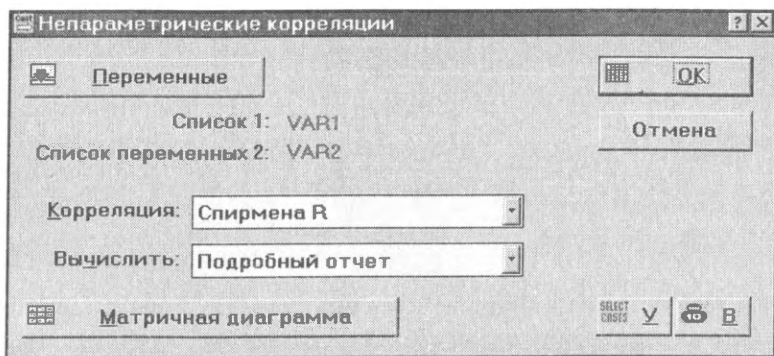 Непараметрические корреляции
? ×
Переменные
OK
Список 1: VAR1
Отмена
Список переменных 2: VAR2
Корреляция: Спирмена R
Вычислить: Подробный отчет
Матричная диаграмма
SELECT CASES У В